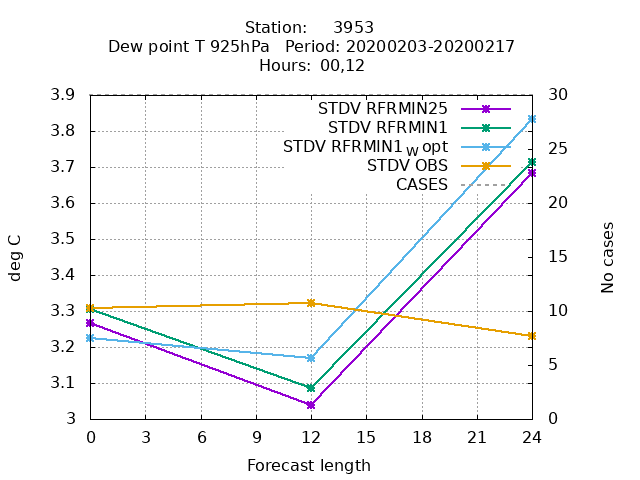 Station: 3953
Dew point T 925hPa Period: 20200203-20200217
Hours: 00,12
3.9 30
STDV RFRMIN25
STDV RFRMIN1
3.8
STDV RFRMIN1wopt
25
STDV OBS
3.7
CASES
3.6 20
3.5
15
3.4
3.3 10
3.2
5
3.1
3 0
deg C
No cases
0 3 6 9 12 15 18 21 24
Forecast length